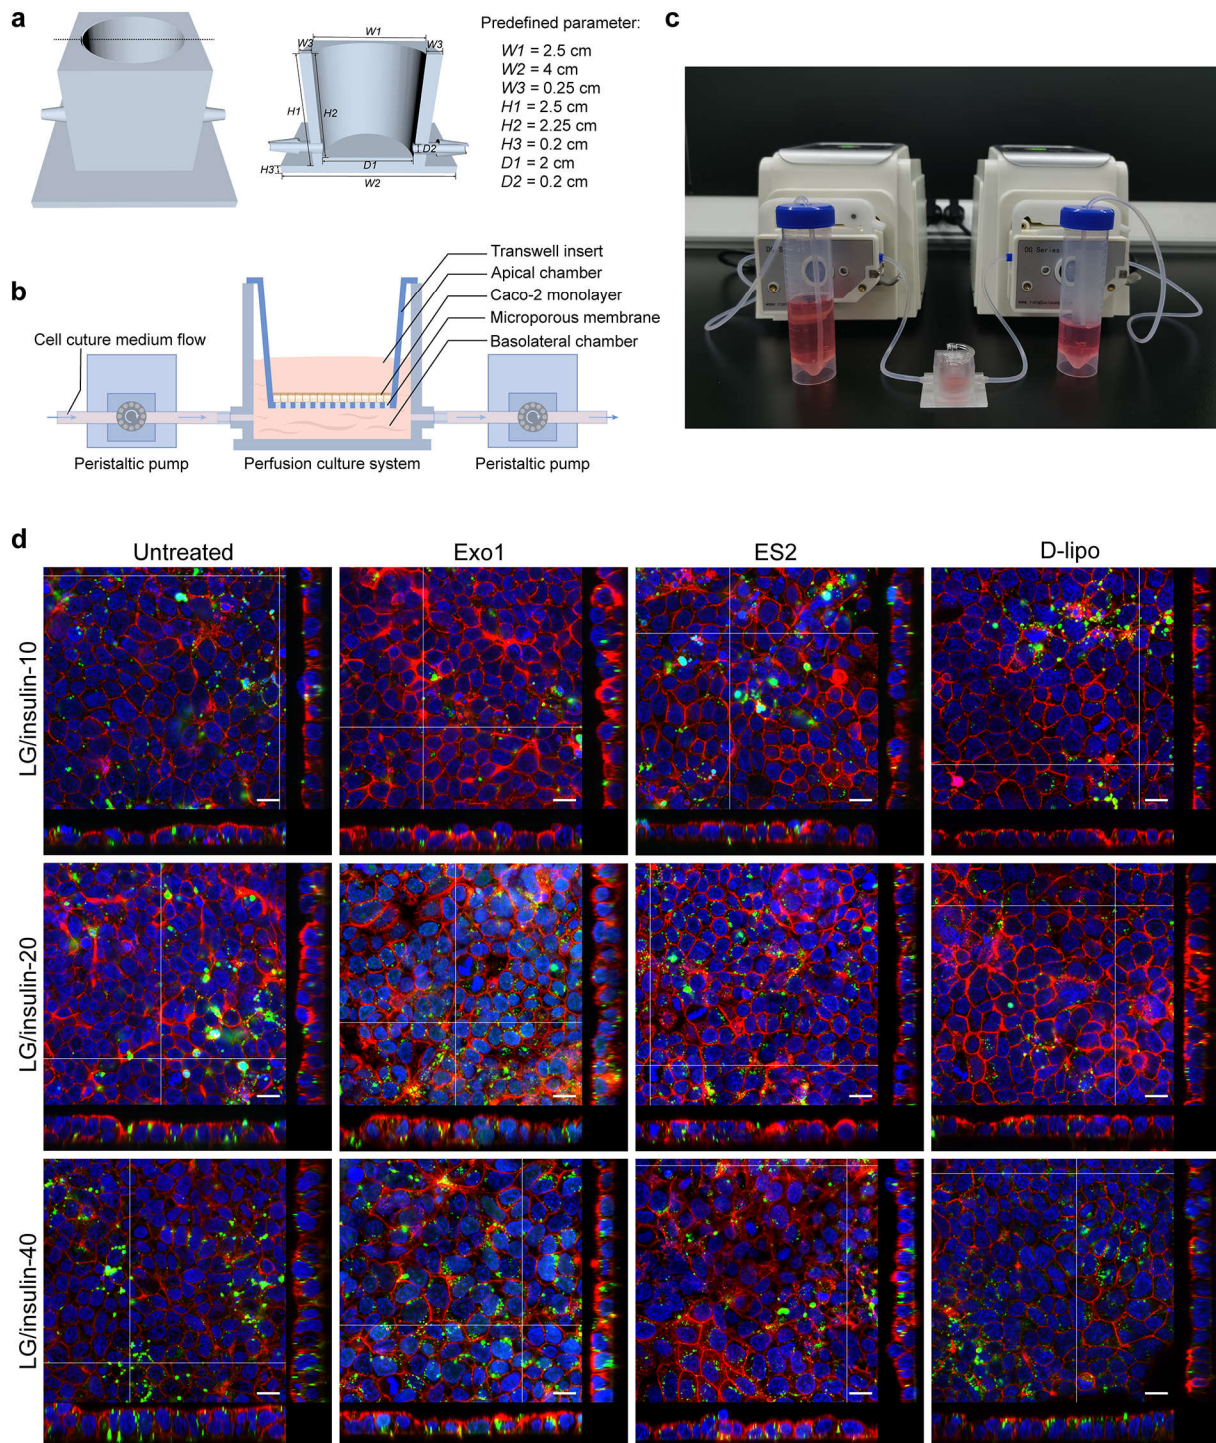 a
W1
W3
W3
H1
H2
D2
D1
H3
W2
Predefined parameter:
W1 = 2.5 cm
W2 = 4 cm
W3 = 0.25 cm
H1 = 2.5 cm
H2 = 2.25 cm
H3 = 0.2 cm
D1 = 2 cm
D2 = 0.2 cm
b
Transwell insert
Apical chamber
Caco-2 monolayer
Microporous membrane
Basolateral chamber
Cell cuture medium flow
Peristaltic pump
Perfusion culture system
Peristaltic pump
c
DG Series
d
Untreated
Exo1
ES2
D-lipo
LG/insulin-10
LG/insulin-20
LG/insulin-40